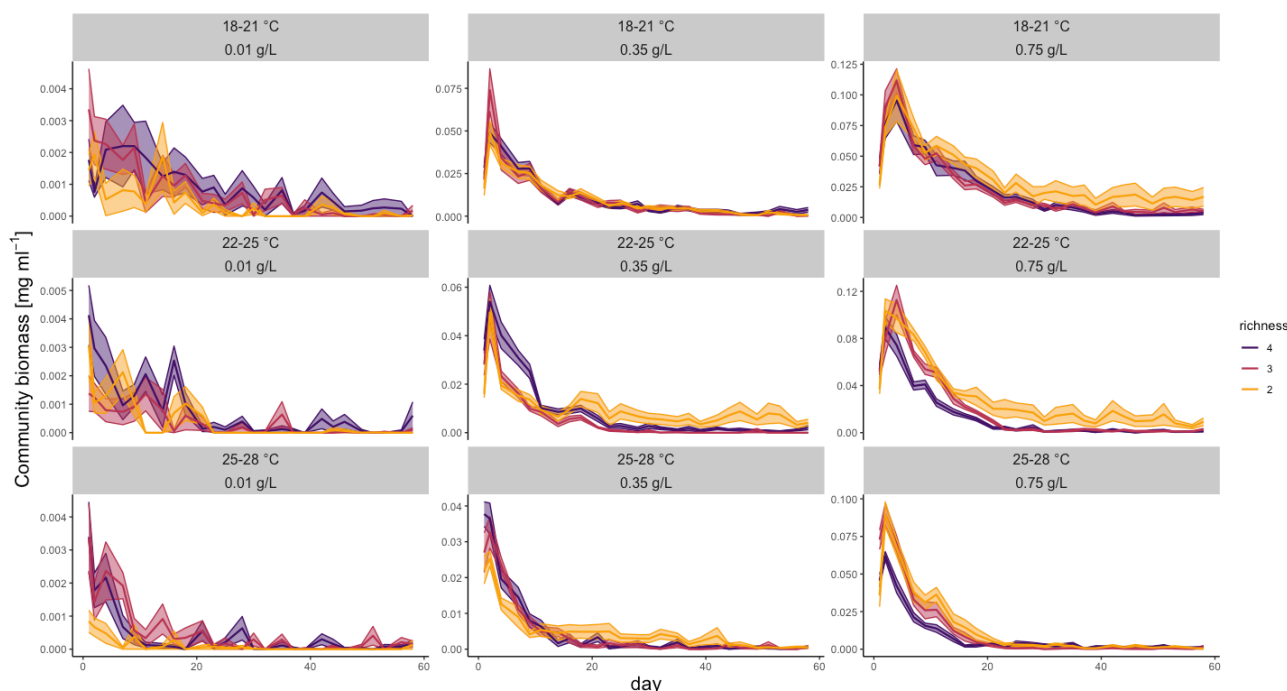 18-21 °C
0.01 g/L
18-21 °C
0.35 g/L
18-21 °C
0.75 g/L
0.004
0.003
0.002
0.001
0.000
0.075
0.050
0.025
0.000
0.125
0.100
0.075
0.050
0.025
0.000
22-25 °C
0.01 g/L
22-25 °C
0.35 g/L
22-25 °C
0.75 g/L
0.005
0.004
0.003
0.002
0.001
0.000
0.06
0.04
0.02
0.00
0.12
0.08
0.04
0.00
25-28 °C
0.01 g/L
25-28 °C
0.35 g/L
25-28 °C
0.75 g/L
0.004
0.003
0.002
0.001
0.000
0.04
0.03
0.02
0.01
0.00
0.100
0.075
0.050
0.025
0.000
0 20 40 60
0 20 40 60
0 20 40 60
day
Community biomass [mg ml⁻¹]
richness
4
3
2